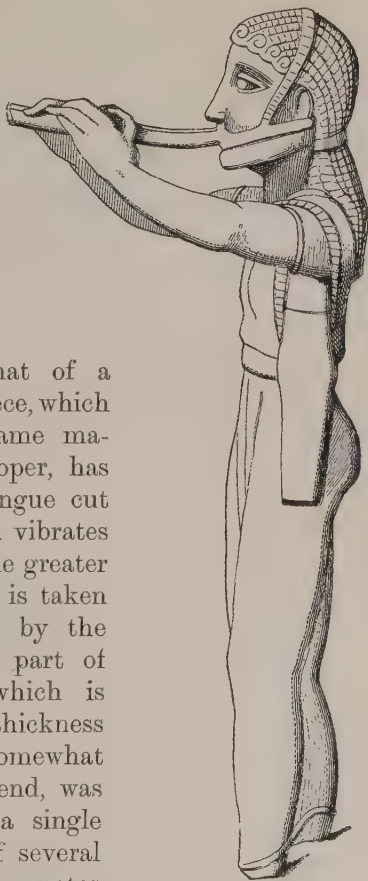 hat of a
ece, which
ame ma-
oper, has
ngue cut
vibrates
e greater
is taken
by the
part of
which is
hickness
omewhat
end, was
a single
f several